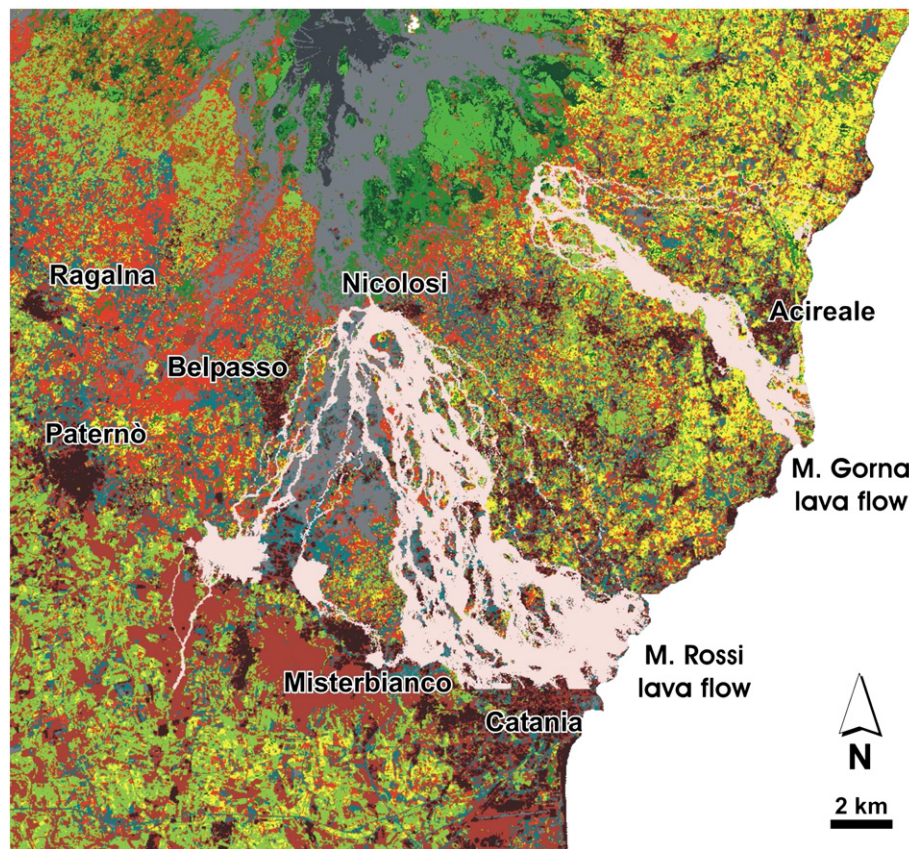 Ragalna
Nicolosi
Acireale
Belpasso
Paternò
M. Gorna
lava flow
M. Rossi
lava flow
Misterbianco
Catania
N
2 km